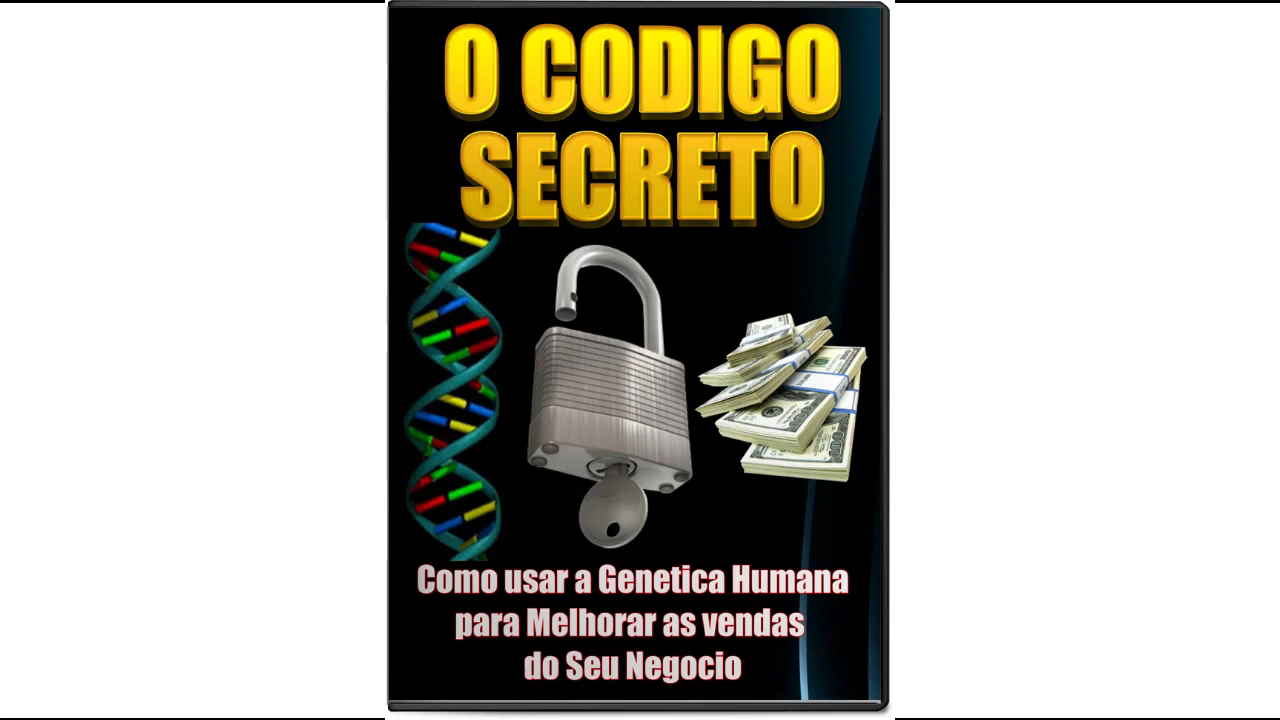 O CODIGO
SECRETO
Como usar a Genetica Humana
para Melhorar as vendas
do Seu Negocio